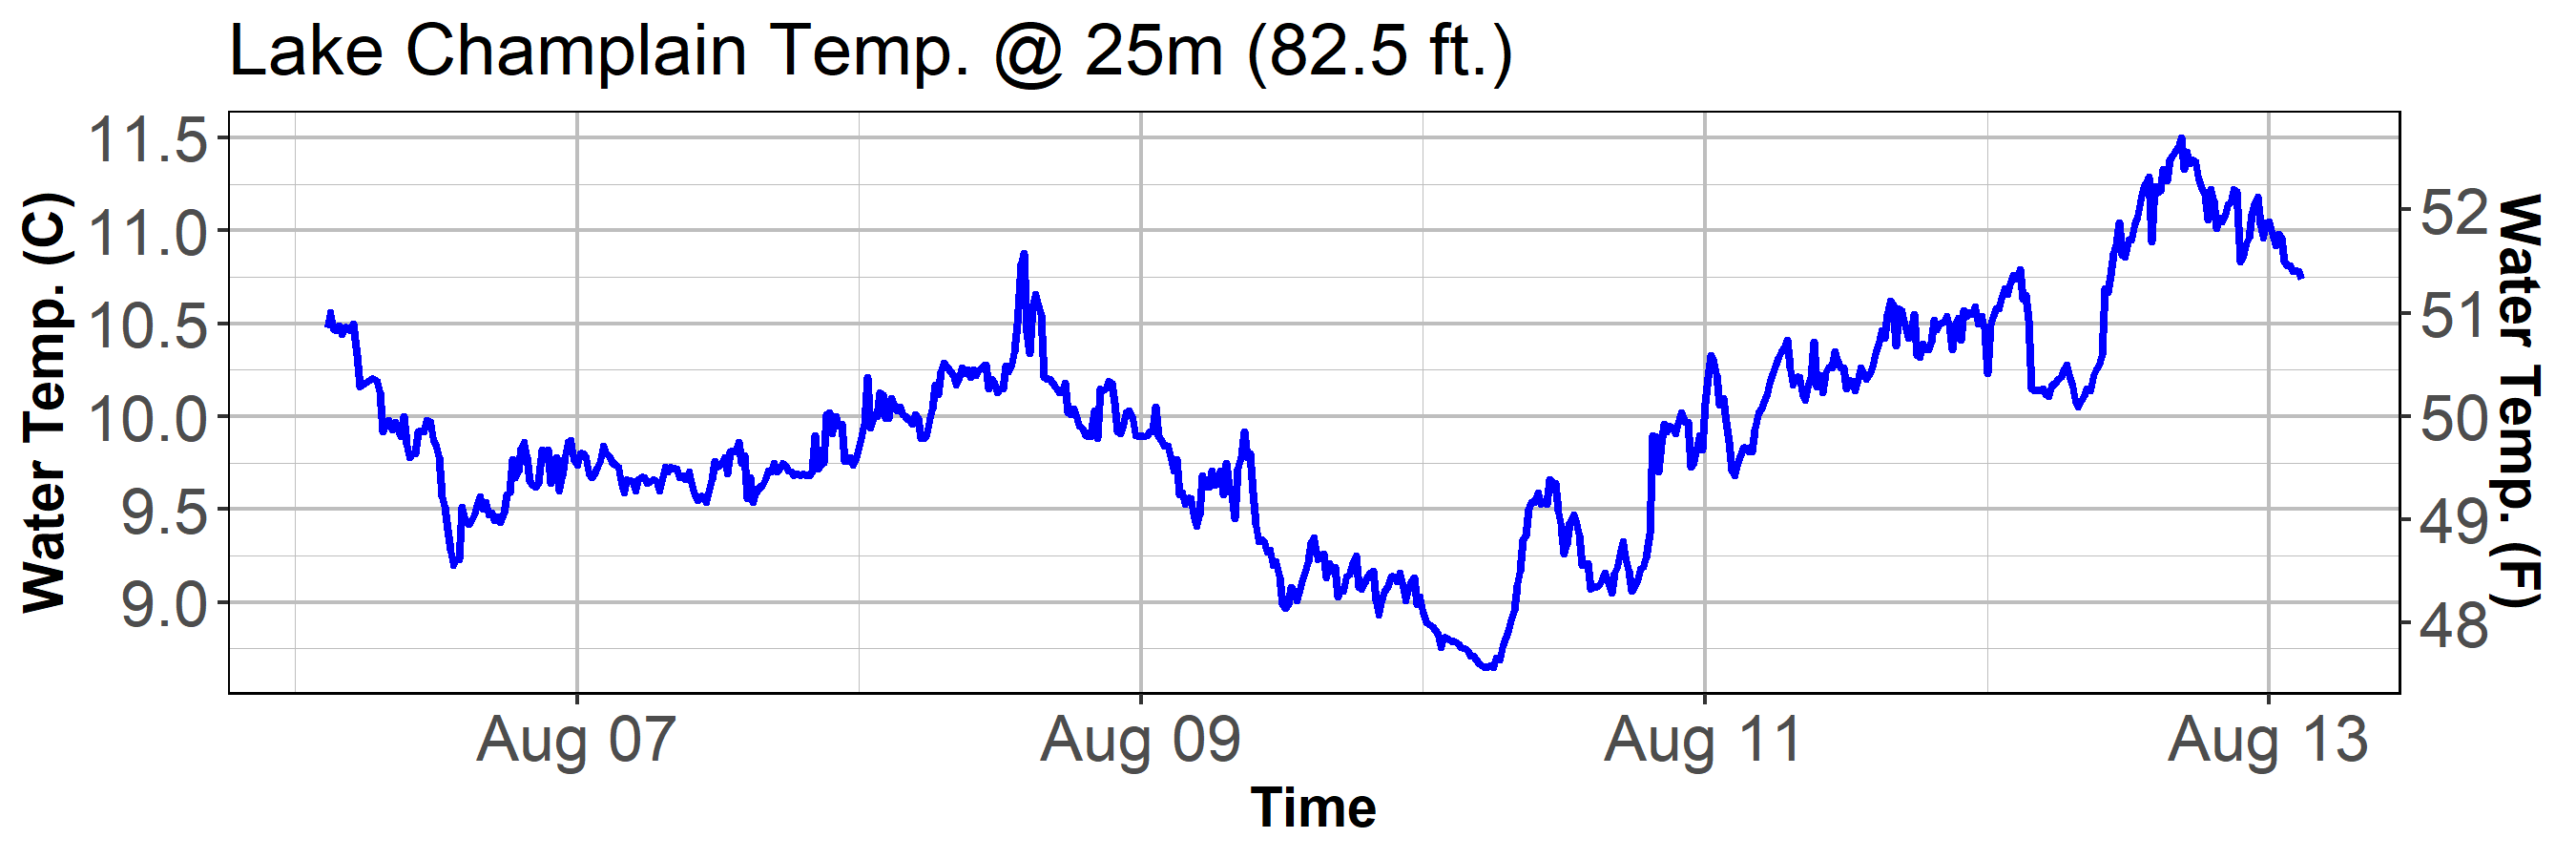 Lake Champlain Temp. @ 25m (82.5 ft.)
Water Temp. (C)
11.5
11.0
10.5
10.0
9.5
9.0
52
51
50
49
48
Water Temp. (F)
Aug 07 Aug 09 Aug 11 Aug 13
Time